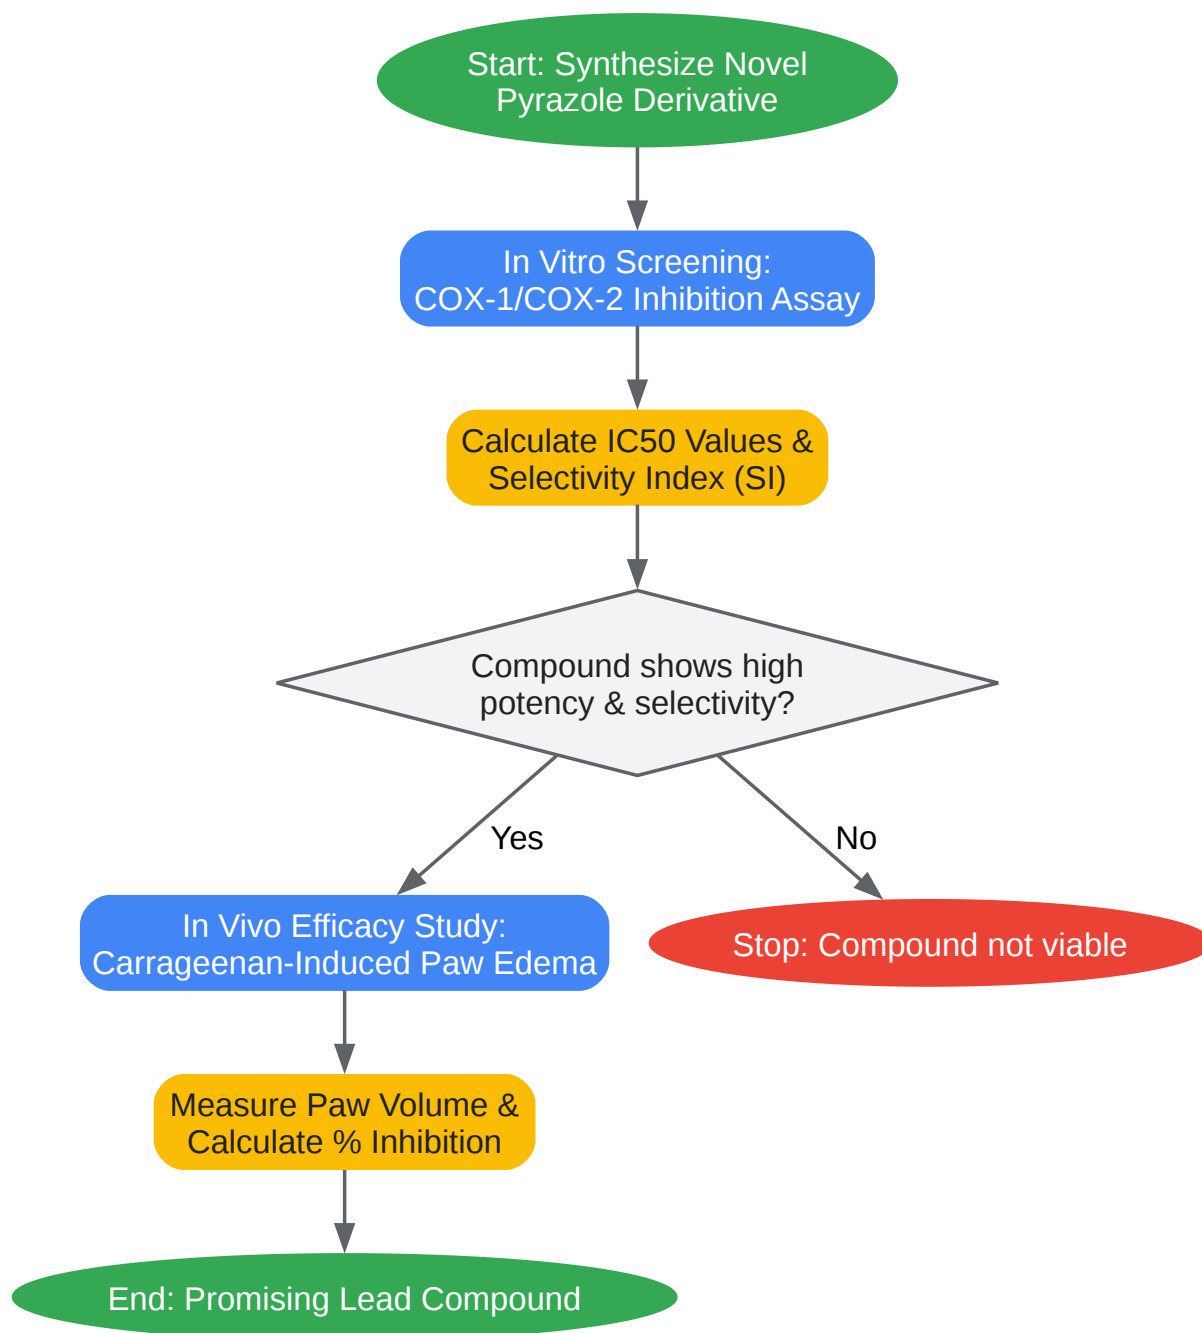 Start: Synthesize Novel
Pyrazole Derivative
In Vitro Screening:
COX-1/COX-2 Inhibition Assay
Calculate IC50 Values &
Selectivity Index (SI)
Compound shows high
potency & selectivity?
Yes
No
In Vivo Efficacy Study:
Carrageenan-Induced Paw Edema
Stop: Compound not viable
Measure Paw Volume &
Calculate % Inhibition
End: Promising Lead Compound